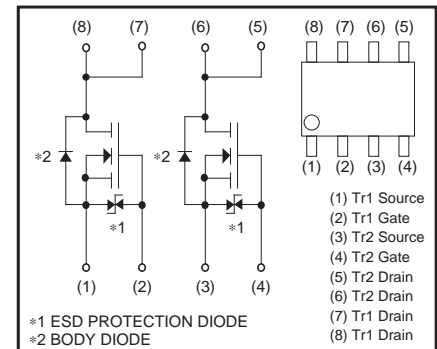 (8) (7) (6) (5)
∗2 ∗2
∗1 ∗1
(1) (2) (3) (4)
∗1 ESD PROTECTION DIODE
∗2 BODY DIODE
(8) (7) (6) (5)
(1) (2) (3) (4)
(1) Tr1 Source
(2) Tr1 Gate
(3) Tr2 Source
(4) Tr2 Gate
(5) Tr2 Drain
(6) Tr2 Drain
(7) Tr1 Drain
(8) Tr1 Drain